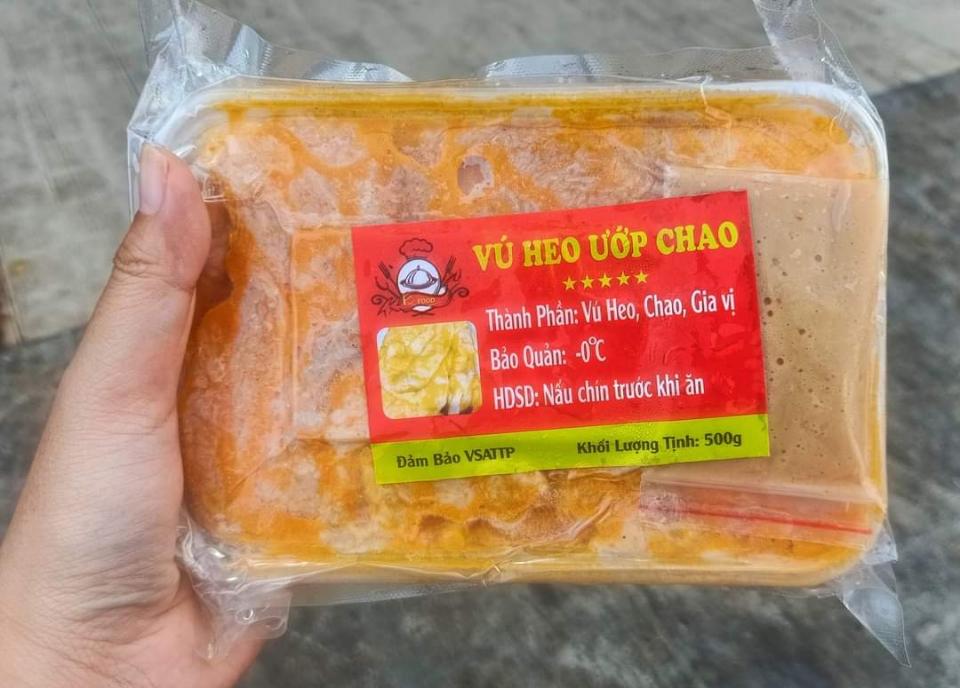 VÚ HEO ƯỚP CHAO
Thành Phần: Vú Heo, Chao, Gia vị
Bảo Quản: -0°C
HDSD: Nấu chín trước khi ăn
Đảm Bảo VSATTP
Khối Lượng Tịnh: 500g
FOOD